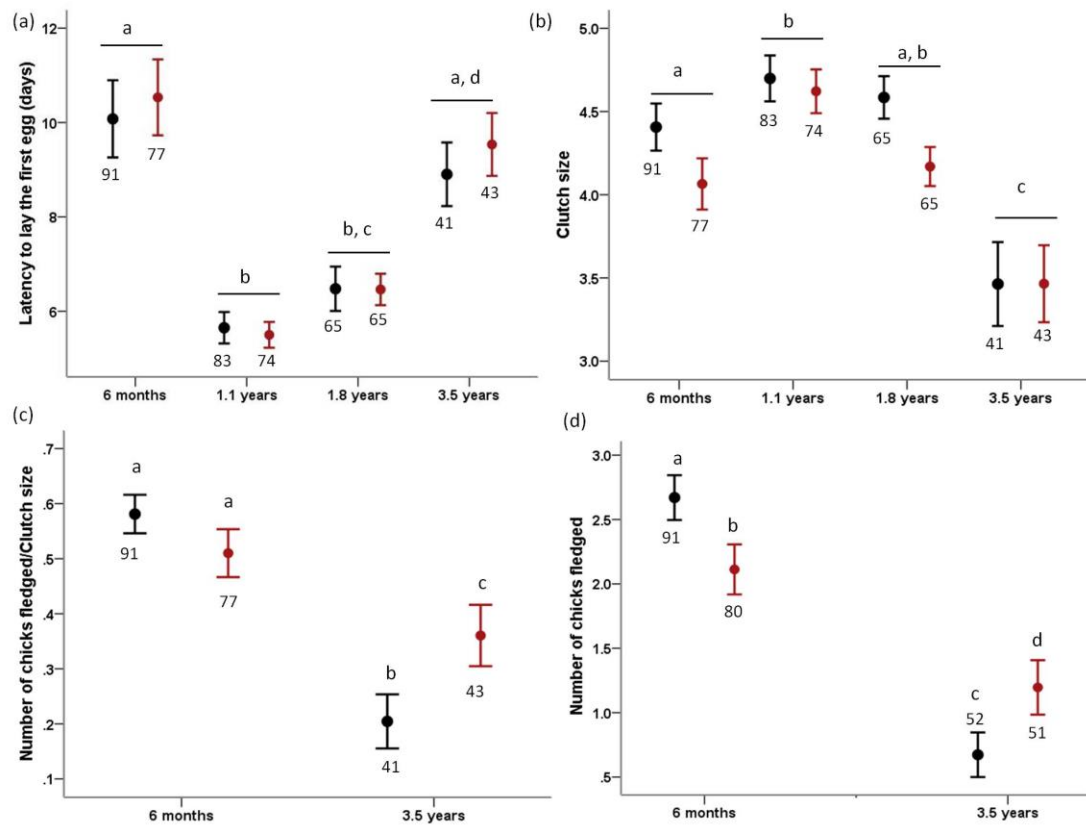 (a)
Latency to lay the first egg (days)
12
10
8
6
a
91
77
b
83
74
b, c
65
65
a, d
41
43
6 months
1.1 years
1.8 years
3.5 years
(b)
Clutch size
5.0
4.5
4.0
3.5
3.0
a
91
77
b
83
74
a, b
65
65
c
41
43
6 months
1.1 years
1.8 years
3.5 years
(c)
Number of chicks fledged/Clutch size
.7
.6
.5
.4
.3
.2
.1
a
91
a
77
b
41
c
43
6 months
3.5 years
(d)
Number of chicks fledged
3.0
2.5
2.0
1.5
1.0
.5
a
91
b
80
c
52
d
51
6 months
3.5 years